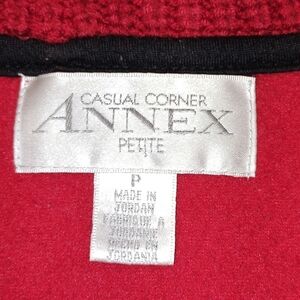 CASUAL CORNER
ANNEX
PETITE
P
MADE IN
JORDAN
FABRIQUE A
JORDANIE
HECHO EN
JORDANIA